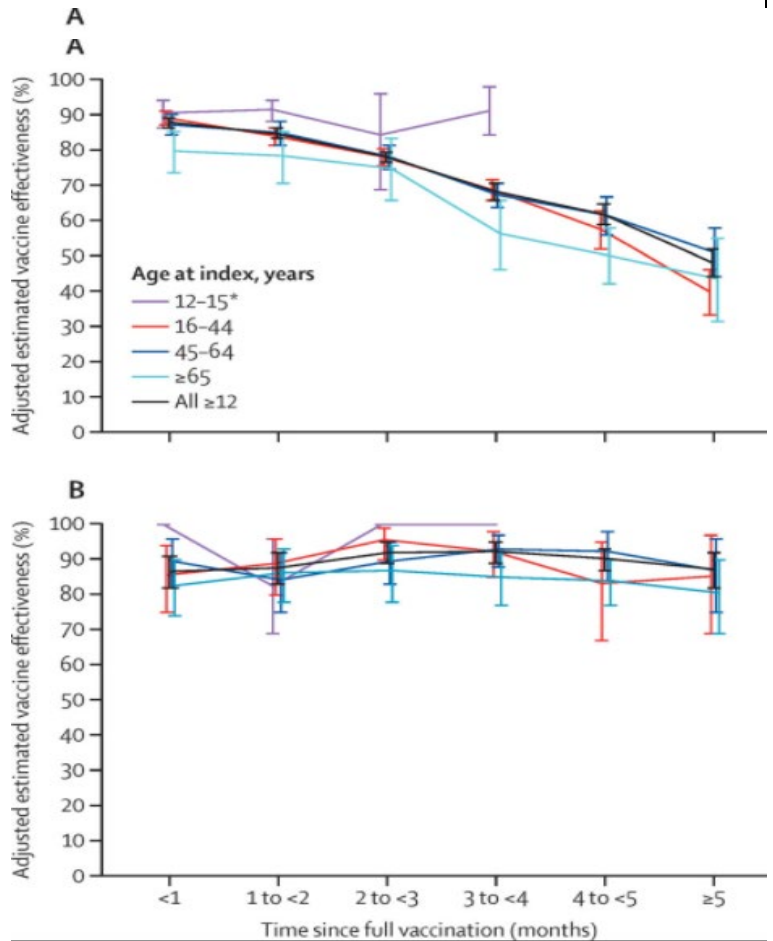 A
A
Adjusted estimated vaccine effectiveness (%)
100
90
80
70
60
50
40
30
20
10
0
Age at index, years
12–15*
16–44
45–64
≥65
All ≥12
B
Adjusted estimated vaccine effectiveness (%)
100
90
80
70
60
50
40
30
20
10
0
<1 1 to <2 2 to <3 3 to <4 4 to <5 ≥5
Time since full vaccination (months)